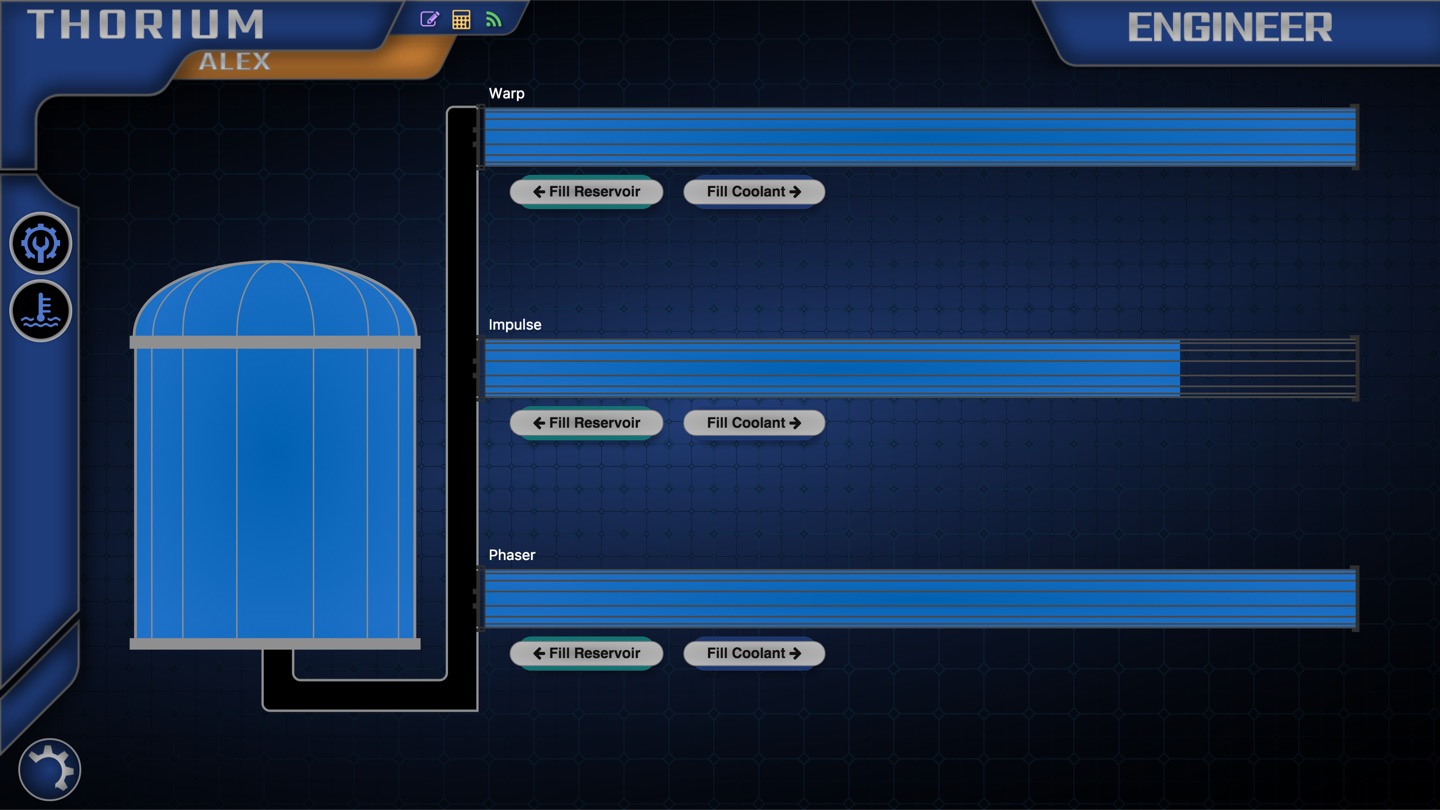 THORIUM
ALEX
ENGINEER
Warp
← Fill Reservoir
Fill Coolant →
Impulse
← Fill Reservoir
Fill Coolant →
Phaser
← Fill Reservoir
Fill Coolant →